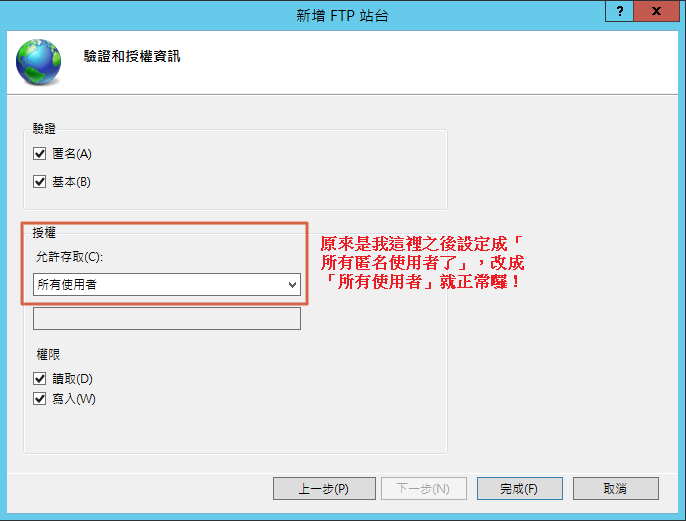 新增 FTP 站台
?
x
驗證和授權資訊
驗證
匿名(A)
基本(B)
授權
允許存取(C):
所有使用者
原來是我這裡之後設定成「
所有匿名使用者了」，改成
「所有使用者」就正常囉！
權限
讀取(D)
寫入(W)
上一步(P)
下一步(N)
完成(F)
取消